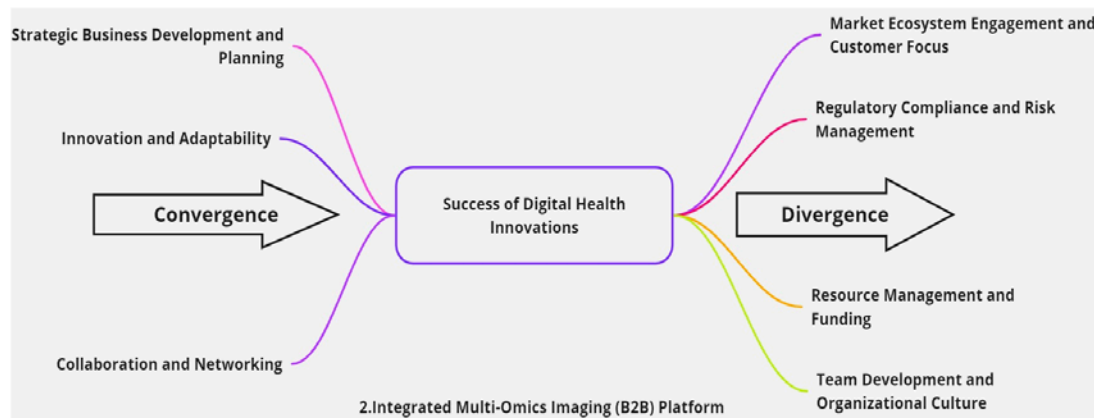 Strategic Business Development and
Planning
Innovation and Adaptability
Convergence
Collaboration and Networking
Success of Digital Health
Innovations
Market Ecosystem Engagement and
Customer Focus
Regulatory Compliance and Risk
Management
Divergence
Resource Management and
Funding
Team Development and
Organizational Culture
2.Integrated Multi-Omics Imaging (B2B) Platform